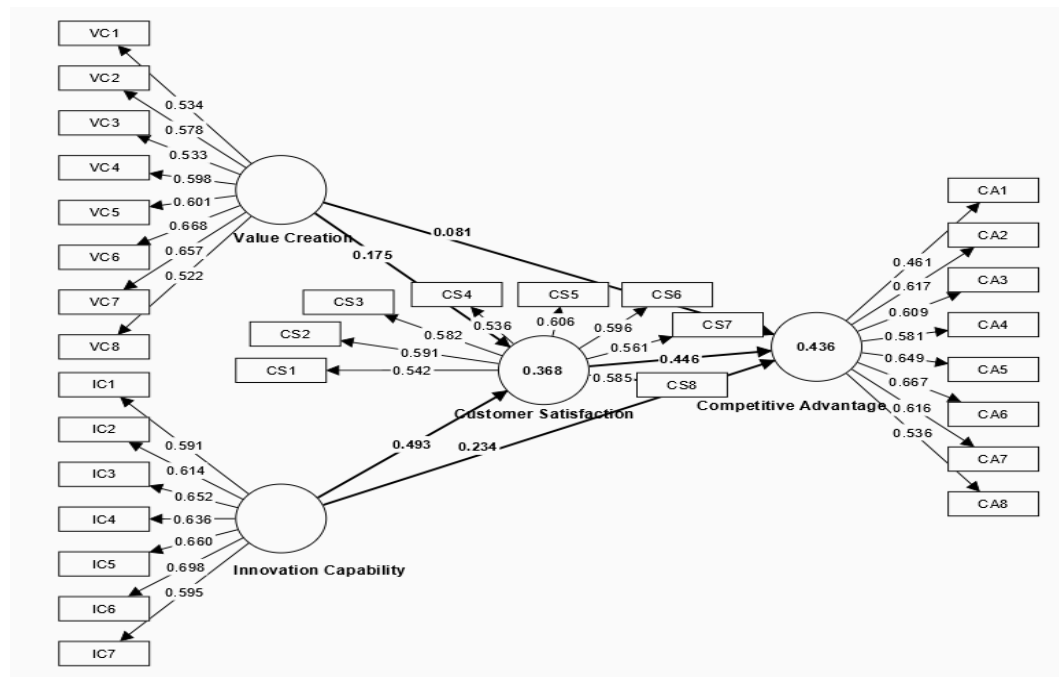 VC1
VC2
VC3
VC4
VC5
VC6
VC7
VC8
0.534
0.578
0.533
0.598
0.601
0.668
0.657
0.522
Value Creation
0.081
0.175
IC1
IC2
IC3
IC4
IC5
IC6
IC7
0.591
0.614
0.652
0.636
0.660
0.698
0.595
Innovation Capability
0.493
0.234
CS1
CS2
CS3
CS4
CS5
CS6
CS7
CS8
0.542
0.591
0.582
0.536
0.606
0.596
0.561
0.585
0.368
Customer Satisfaction
0.446
0.436
Competitive Advantage
0.461
0.617
0.609
0.581
0.649
0.667
0.616
0.536
CA1
CA2
CA3
CA4
CA5
CA6
CA7
CA8